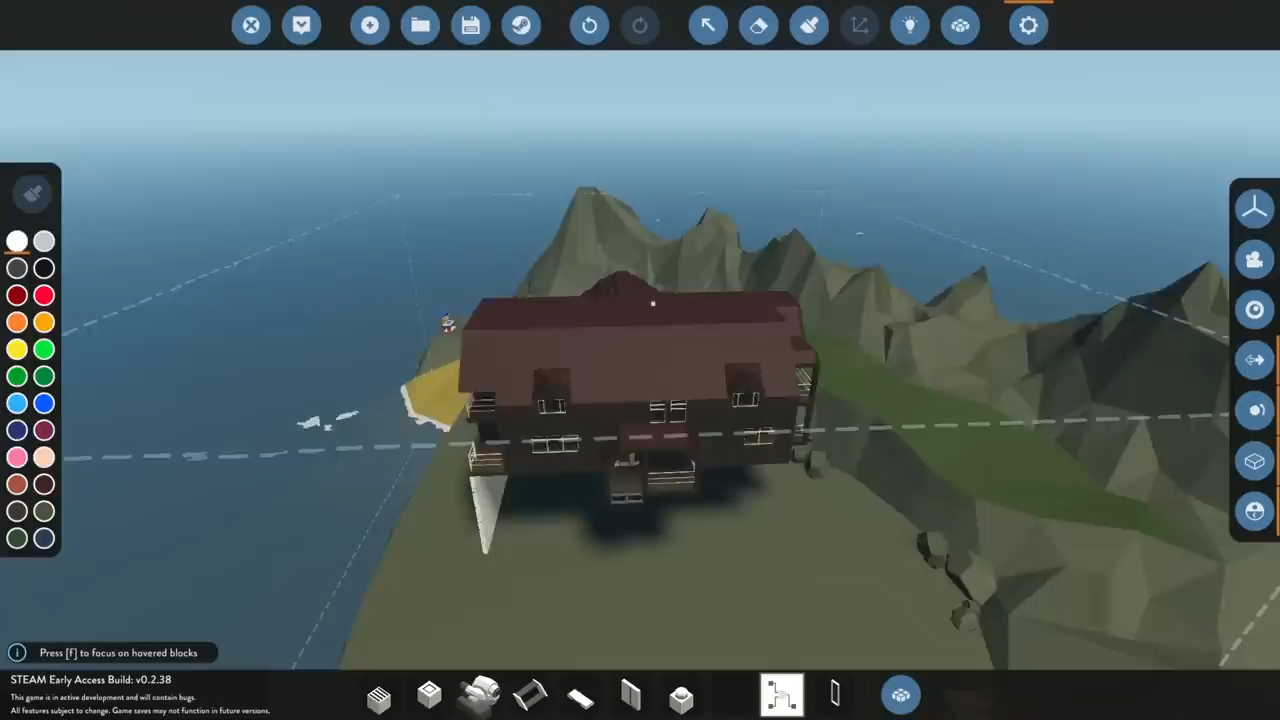 Press [f] to focus on hovered blocks
STEAM Early Access Build: v0.2.38
This game is in active development and will contain bugs.
All features subject to change. Game saves may not function in future versions.